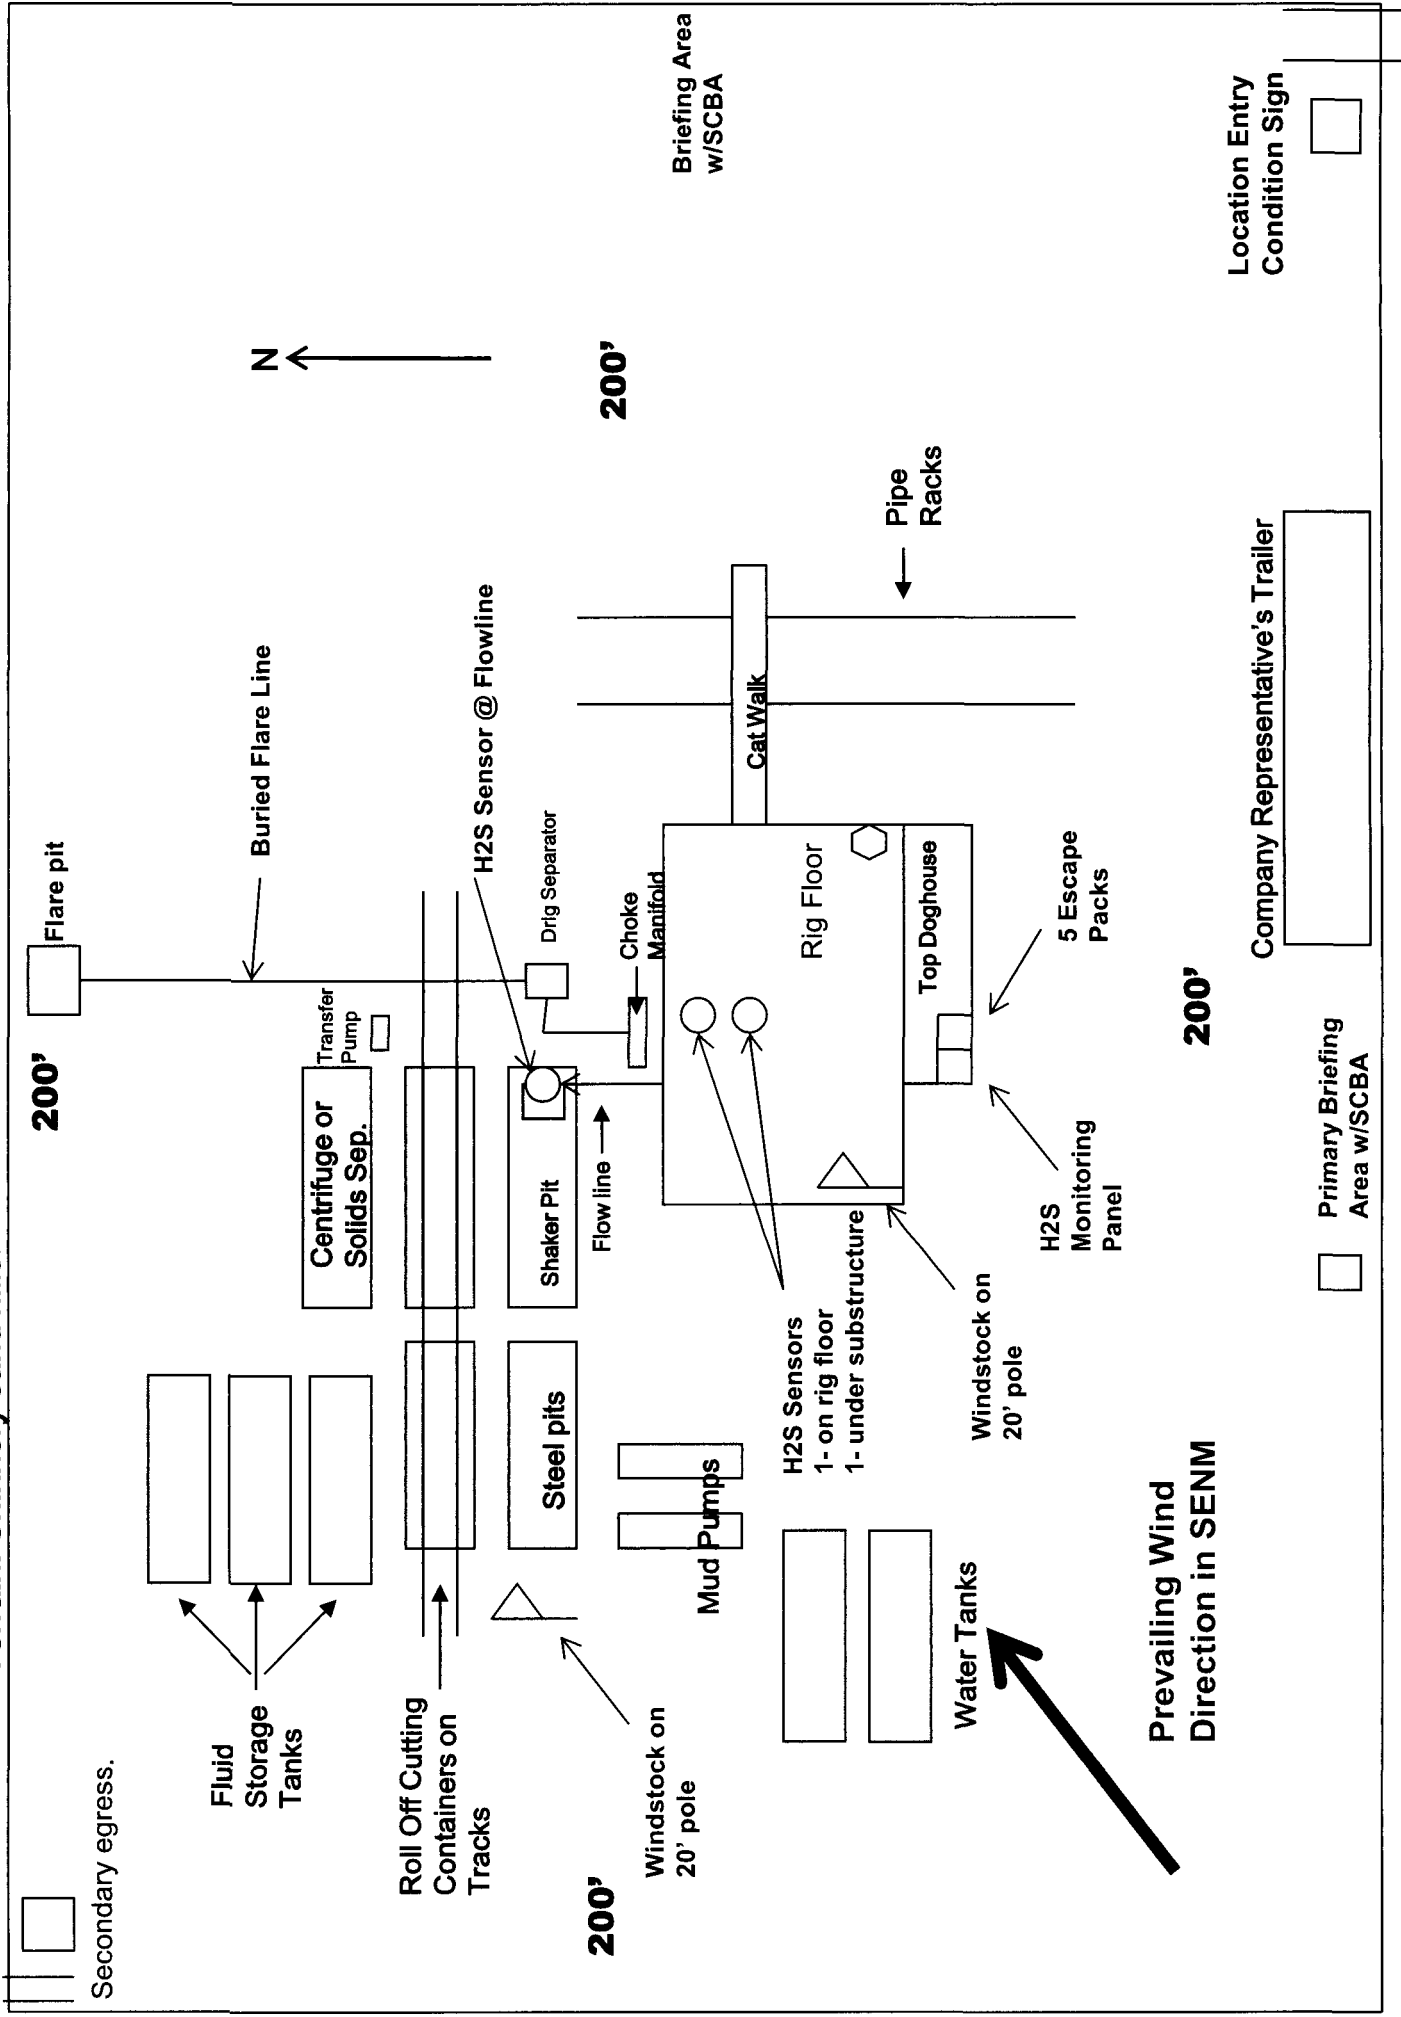 Secondary egress.
200'
Flare pit
Fluid
Storage
Tanks
Buried Flare Line
N
Centrifuge or
Solids Sep.
Transfer
Pump
Roll Off Cutting
Containers on
Tracks
H2S Sensor @ Flowline
Steel pits
Shaker Pit
Drlg Separator
Flow line
Choke
Manifold
200'
200'
Windstock on
20' pole
Mud Pumps
Briefing Area
w/SCBA
Cat Walk
H2S Sensors
1- on rig floor
1- under substructure
Rig Floor
Pipe
Racks
Top Doghouse
Water Tanks
Windstock on
20' pole
H2S
Monitoring
Panel
5 Escape
Packs
Prevailing Wind
Direction in SENM
200'
Company Representative's Trailer
Location Entry
Condition Sign
Primary Briefing
Area w/SCBA